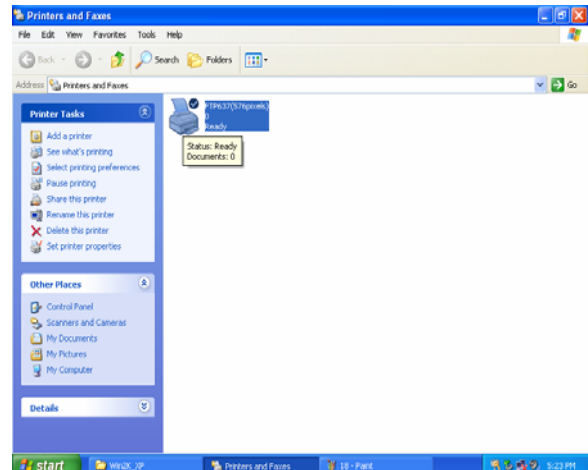 Printers and Faxes
File Edit View Favorites Tools Help
Back Search Folders
Address Printers and Faxes Go
Printer Tasks
Add a printer
See what's printing
Select printing preferences
Pause printing
Share this printer
Rename this printer
Delete this printer
Set printer properties
Other Places
Control Panel
Scanners and Cameras
My Documents
My Pictures
My Computer
Details
FTP637(576pixels)
0
Ready
Status: Ready
Documents: 0
start Win2K_XP Printers and Faxes 18 - Paint 5:23 PM